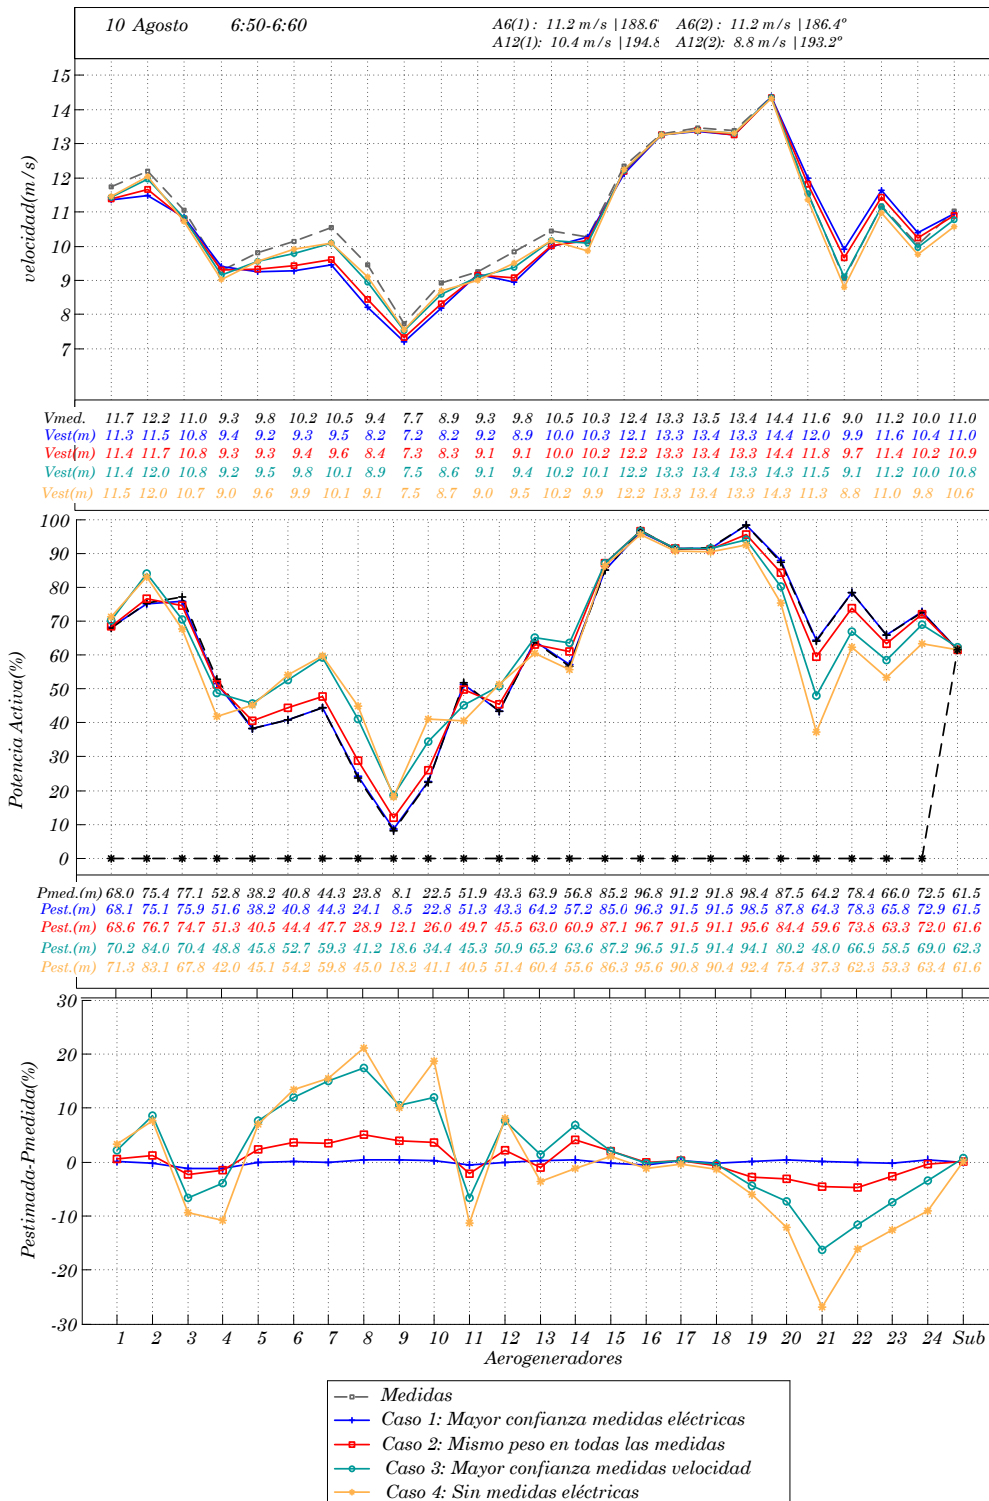 10 Agosto 6:50-6:60 A6(1) : 11.2 m/s |188.6 A6(2) : 11.2 m/s |186.4º
A12(1): 10.4 m/s |194.8 A12(2): 8.8 m/s |193.2º
15
14
13
12
11
10
9
8
7
velocidad(m/s)
Vmed. 11.7 12.2 11.0 9.3 9.8 10.2 10.5 9.4 7.7 8.9 9.3 9.8 10.5 10.3 12.4 13.3 13.5 13.4 14.4 11.6 9.0 11.2 10.0 11.0
Vest(m) 11.3 11.5 10.8 9.4 9.2 9.3 9.5 8.2 7.2 8.2 9.2 8.9 10.0 10.3 12.1 13.3 13.4 13.3 14.4 12.0 9.9 11.6 10.4 11.0
Vest(m) 11.4 11.7 10.8 9.3 9.3 9.4 9.6 8.4 7.3 8.3 9.1 9.1 10.0 10.2 12.2 13.3 13.4 13.3 14.4 11.8 9.7 11.4 10.2 10.9
Vest(m) 11.4 12.0 10.8 9.2 9.5 9.8 10.1 8.9 7.5 8.6 9.1 9.4 10.2 10.1 12.2 13.3 13.4 13.3 14.3 11.5 9.1 11.2 10.0 10.8
Vest(m) 11.5 12.0 10.7 9.0 9.6 9.9 10.1 9.1 7.5 8.7 9.0 9.5 10.2 9.9 12.2 13.3 13.4 13.3 14.3 11.3 8.8 11.0 9.8 10.6
100
90
80
70
60
50
40
30
20
10
0
Potencia Activa(%)
Pmed.(m) 68.0 75.4 77.1 52.8 38.2 40.8 44.3 23.8 8.1 22.5 51.9 43.3 63.9 56.8 85.2 96.8 91.2 91.8 98.4 87.5 64.2 78.4 66.0 72.5 61.5
Pest.(m) 68.1 75.1 75.9 51.6 38.2 40.8 44.3 24.1 8.5 22.8 51.3 43.3 64.2 57.2 85.0 96.3 91.5 91.5 98.5 87.8 64.3 78.3 65.8 72.9 61.5
Pest.(m) 68.6 76.7 74.7 51.3 40.5 44.4 47.7 28.9 12.1 26.0 49.7 45.5 63.0 60.9 87.1 96.7 91.5 91.1 95.6 84.4 59.6 73.8 63.3 72.0 61.6
Pest.(m) 70.2 84.0 70.4 48.8 45.8 52.7 59.3 41.2 18.6 34.4 45.3 50.9 65.2 63.6 87.2 96.5 91.5 91.4 94.1 80.2 48.0 66.9 58.5 69.0 62.3
Pest.(m) 71.3 83.1 67.8 42.0 45.1 54.2 59.8 45.0 18.2 41.1 40.5 51.4 60.4 55.6 86.3 95.6 90.8 90.4 92.4 75.4 37.3 62.3 53.3 63.4 61.6
30
20
10
0
-10
-20
-30
Pestimada-Pmedida(%)
1 2 3 4 5 6 7 8 9 10 11 12 13 14 15 16 17 18 19 20 21 22 23 24 Sub
Aerogeneradores
Medidas
Caso 1: Mayor confianza medidas eléctricas
Caso 2: Mismo peso en todas las medidas
Caso 3: Mayor confianza medidas velocidad
Caso 4: Sin medidas eléctricas